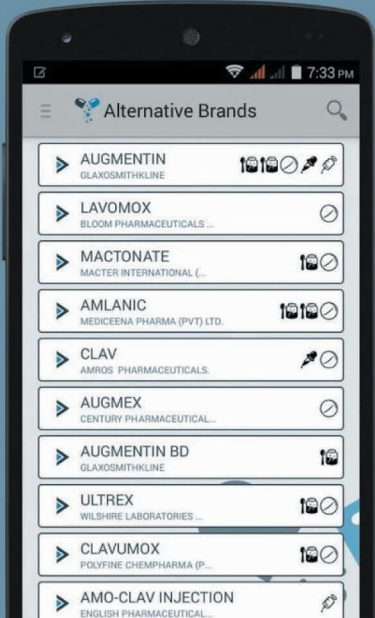 7:33 PM
Alternative Brands
AUGMENTIN
GLAXOSMITHKLINE
LAVOMOX
BLOOM PHARMACEUTICALS ...
MACTONATE
MACTER INTERNATIONAL (...
AMLANIC
MEDICEENA PHARMA (PVT) LTD.
CLAV
AMROS PHARMACEUTICALS.
AUGMEX
CENTURY PHARMACEUTICAL...
AUGMENTIN BD
GLAXOSMITHKLINE
ULTREX
WILSHIRE LABORATORIES ...
CLAVUMOX
POLYFINE CHEMPHARMA (P...
AMO-CLAV INJECTION
ENGLISH PHARMACEUTICAL...